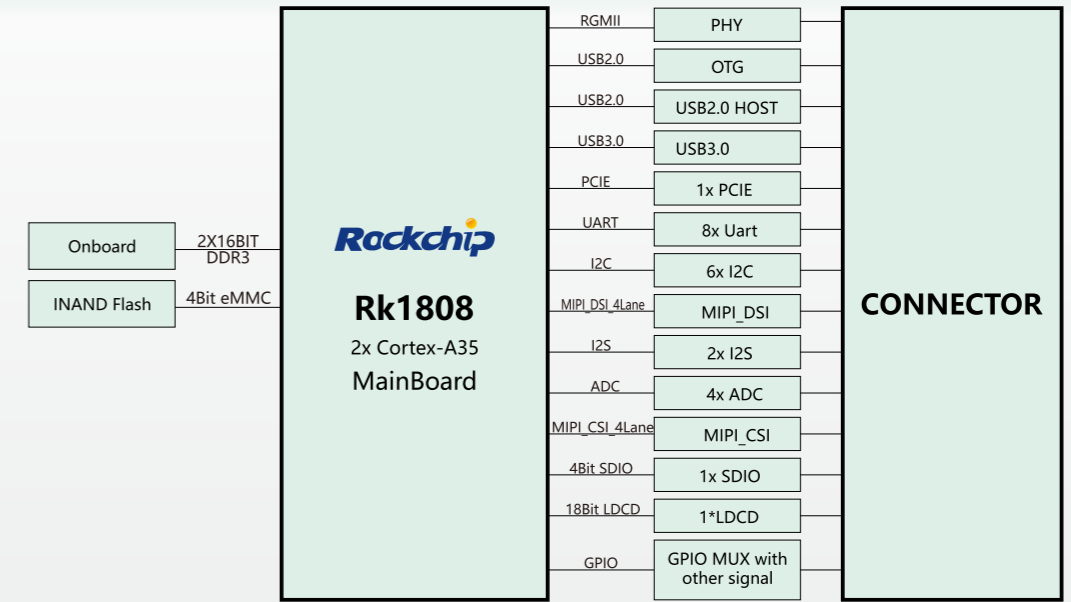 Onboard
2X16BIT
DDR3
INAND Flash
4Bit eMMC
Rockchip
Rk1808
2x Cortex-A35
MainBoard
RGMII
PHY
USB2.0
OTG
USB2.0
USB2.0 HOST
USB3.0
USB3.0
PCIE
1x PCIE
UART
8x Uart
I2C
6x I2C
MIPI_DSI_4Lane
MIPI_DSI
I2S
2x I2S
ADC
4x ADC
MIPI_CSI_4Lane
MIPI_CSI
4Bit SDIO
1x SDIO
18Bit LDCD
1*LDCD
GPIO
GPIO MUX with
other signal
CONNECTOR